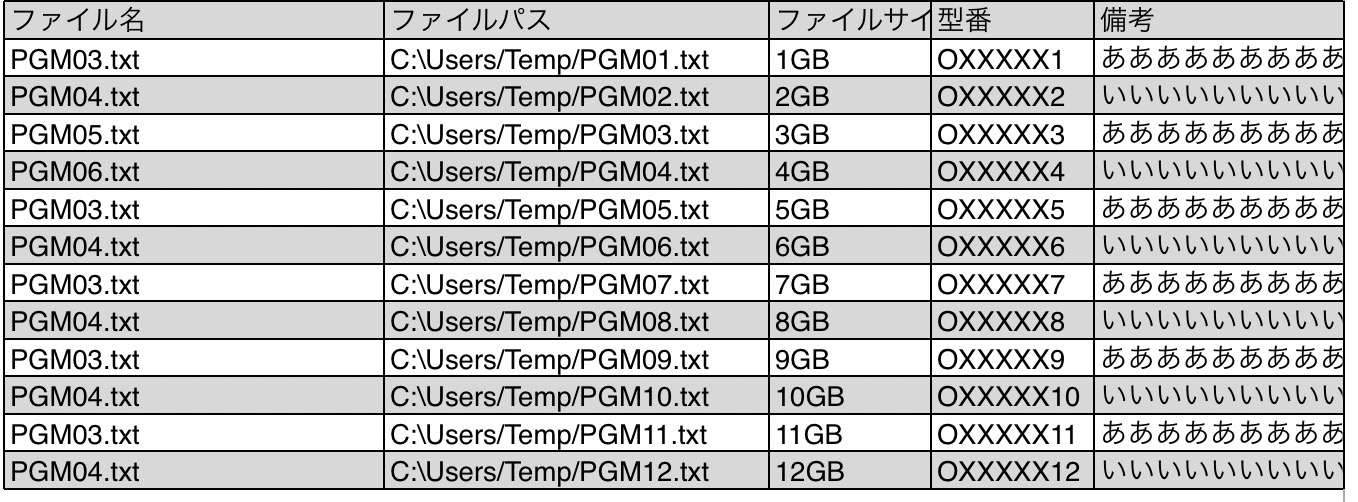 ファイル名 ファイルパス ファイルサイ 型番 備考
PGM03.txt C:\Users/Temp/PGM01.txt 1GB OXXXXX1 あああああああああ
PGM04.txt C:\Users/Temp/PGM02.txt 2GB OXXXXX2 いいいいいいいいい
PGM05.txt C:\Users/Temp/PGM03.txt 3GB OXXXXX3 あああああああああ
PGM06.txt C:\Users/Temp/PGM04.txt 4GB OXXXXX4 いいいいいいいいい
PGM03.txt C:\Users/Temp/PGM05.txt 5GB OXXXXX5 あああああああああ
PGM04.txt C:\Users/Temp/PGM06.txt 6GB OXXXXX6 いいいいいいいいい
PGM03.txt C:\Users/Temp/PGM07.txt 7GB OXXXXX7 あああああああああ
PGM04.txt C:\Users/Temp/PGM08.txt 8GB OXXXXX8 いいいいいいいいい
PGM03.txt C:\Users/Temp/PGM09.txt 9GB OXXXXX9 あああああああああ
PGM04.txt C:\Users/Temp/PGM10.txt 10GB OXXXXX10 いいいいいいいいい
PGM03.txt C:\Users/Temp/PGM11.txt 11GB OXXXXX11 あああああああああ
PGM04.txt C:\Users/Temp/PGM12.txt 12GB OXXXXX12 いいいいいいいいい